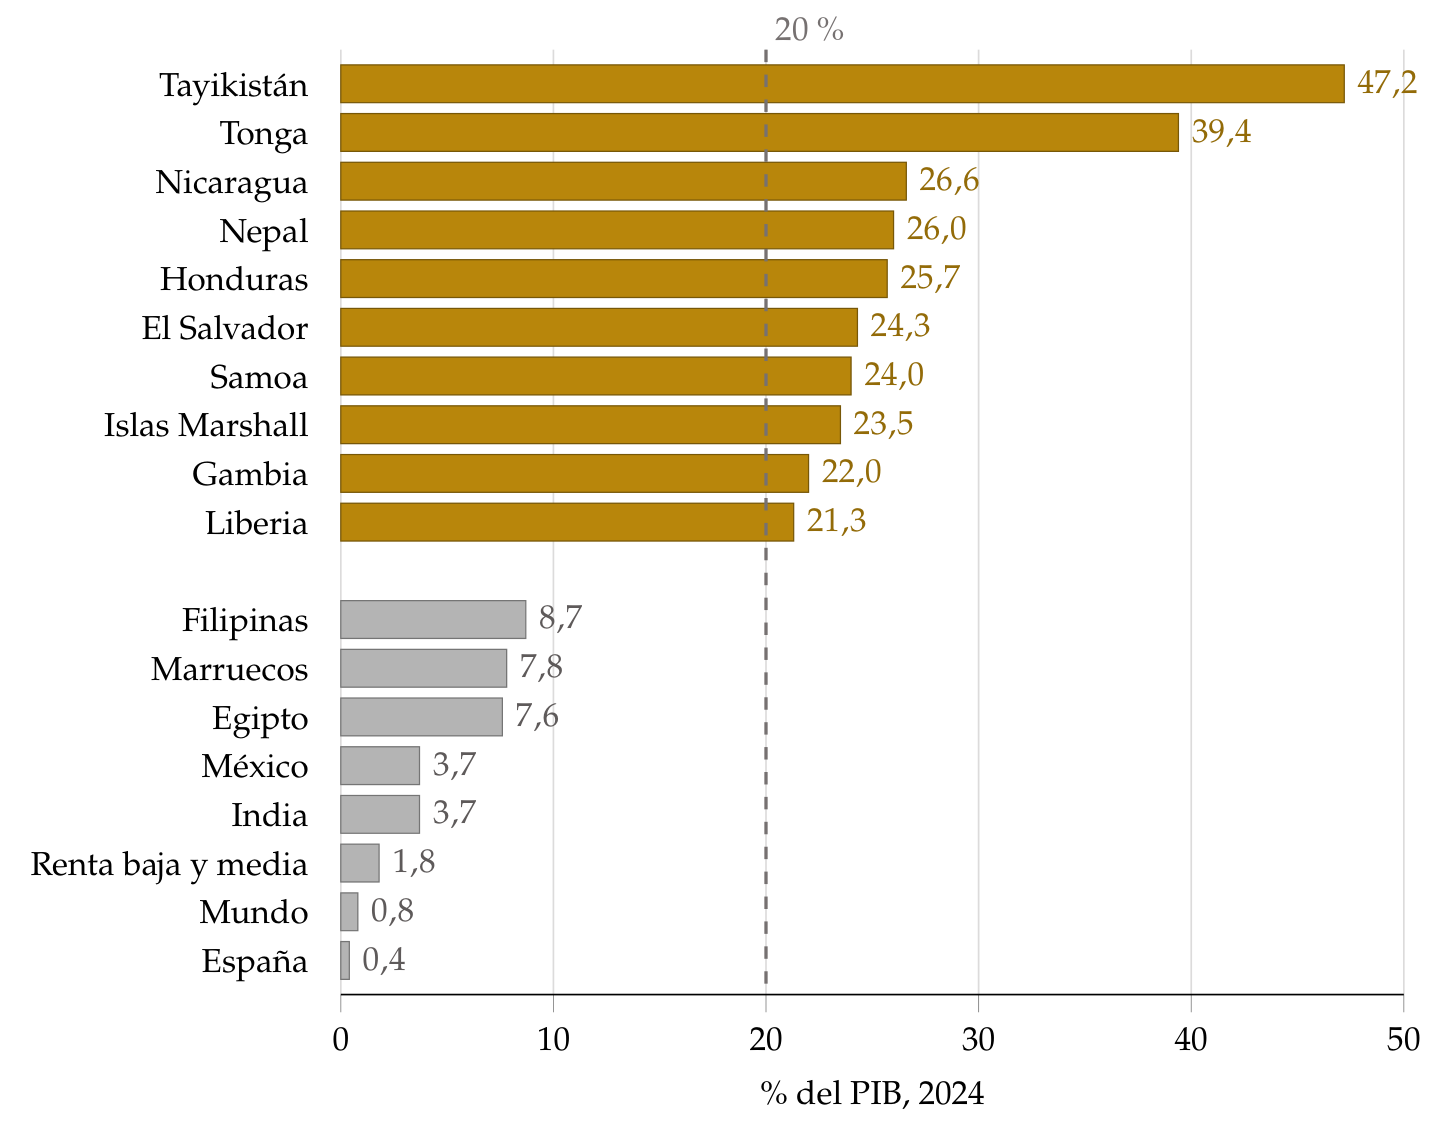 20 %
Tayikistán 47,2
Tonga 39,4
Nicaragua 26,6
Nepal 26,0
Honduras 25,7
El Salvador 24,3
Samoa 24,0
Islas Marshall 23,5
Gambia 22,0
Liberia 21,3
Filipinas 8,7
Marruecos 7,8
Egipto 7,6
México 3,7
India 3,7
Renta baja y media 1,8
Mundo 0,8
España 0,4
0 10 20 30 40 50
% del PIB, 2024